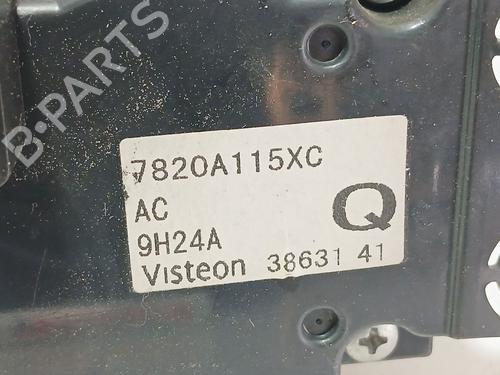 B-PARTS
7820A115XC
AC
Q
9H24A
Visteon 38631 41